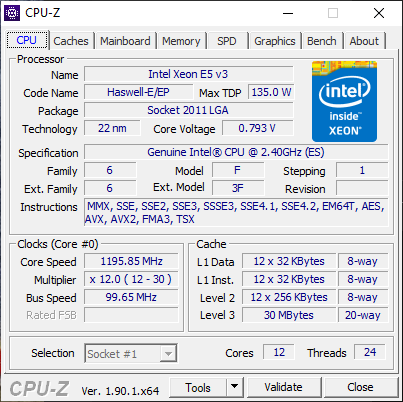 CPU-Z
CPU Caches Mainboard Memory SPD Graphics Bench About
Processor
Name Intel Xeon E5 v3
Code Name Haswell-E/EP Max TDP 135.0 W
Package Socket 2011 LGA
Technology 22 nm Core Voltage 0.793 V
intel inside™ XEON®
Specification Genuine Intel® CPU @ 2.40GHz (ES)
Family 6 Model F Stepping 1
Ext. Family 6 Ext. Model 3F Revision
Instructions MMX, SSE, SSE2, SSE3, SSSE3, SSE4.1, SSE4.2, EM64T, AES,
AVX, AVX2, FMA3, TSX
Clocks (Core #0)
Core Speed 1195.85 MHz
Multiplier x 12.0 ( 12 - 30 )
Bus Speed 99.65 MHz
Rated FSB
Cache
L1 Data 12 x 32 KBytes 8-way
L1 Inst. 12 x 32 KBytes 8-way
Level 2 12 x 256 KBytes 8-way
Level 3 30 MBytes 20-way
Selection Socket #1 Cores 12 Threads 24
CPU-Z Ver. 1.90.1.x64 Tools Validate Close